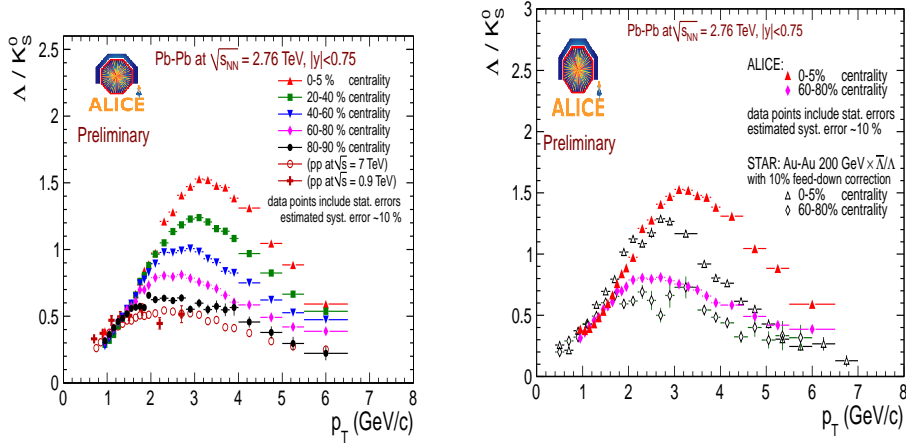 Λ / K⁰S
2.5
2
1.5
1
0.5
0
0 1 2 3 4 5 6 7 8
pT (GeV/c)
Pb-Pb at √sNN = 2.76 TeV, |y|<0.75
ALICE
Preliminary
0-5 % centrality
20-40 % centrality
40-60 % centrality
60-80 % centrality
80-90 % centrality
(pp at √s = 7 TeV)
(pp at √s = 0.9 TeV)
data points include stat. errors
estimated syst. error ~10 %
Λ / K⁰S
3
2.5
2
1.5
1
0.5
0
0 1 2 3 4 5 6 7 8
pT (GeV/c)
Pb-Pb at √sNN = 2.76 TeV, |y|<0.75
ALICE
Preliminary
ALICE:
0-5% centrality
60-80% centrality
data points include stat. errors
estimated syst. error ~10 %
STAR: Au-Au 200 GeV × Λ̅/Λ
with 10% feed-down correction
0-5% centrality
60-80% centrality